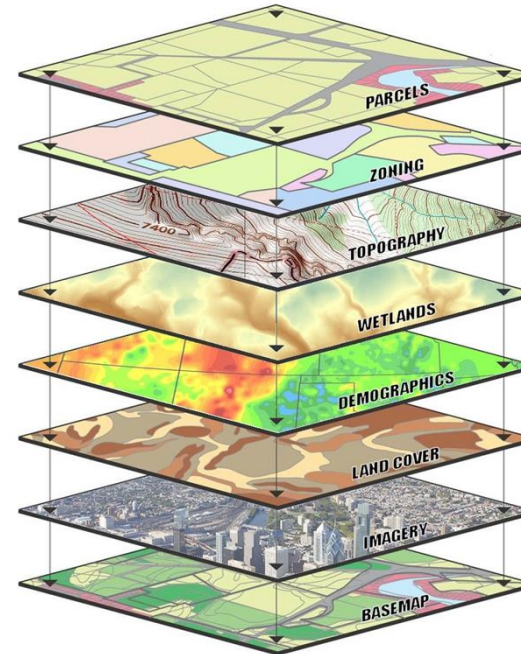 PARCELS
ZONING
7400
TOPOGRAPHY
WETLANDS
DEMOGRAPHICS
LAND COVER
IMAGERY
BASEMAP